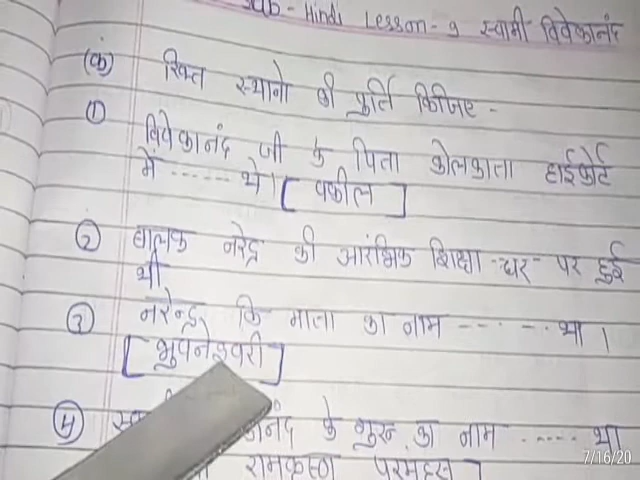 Sub - Hindi Lesson - 9 स्वामी विवेकानंद
(क) रिक्त स्थानो की पुर्ति किजिए -
① विवेकानंद जी के पिता कोलकाता हाईकोर्ट
में ------ थे। [ वकील ]
② बालक नरेंद्र की आरंभिक शिक्षा -घर- पर हुई
थी
③ नरेन्द्र कि माता का नाम ------ था।
[ भुवनेश्वरी ]
④ के गुरु का नाम ----- था
रामकृष्ण परमहंस ]
7/16/20